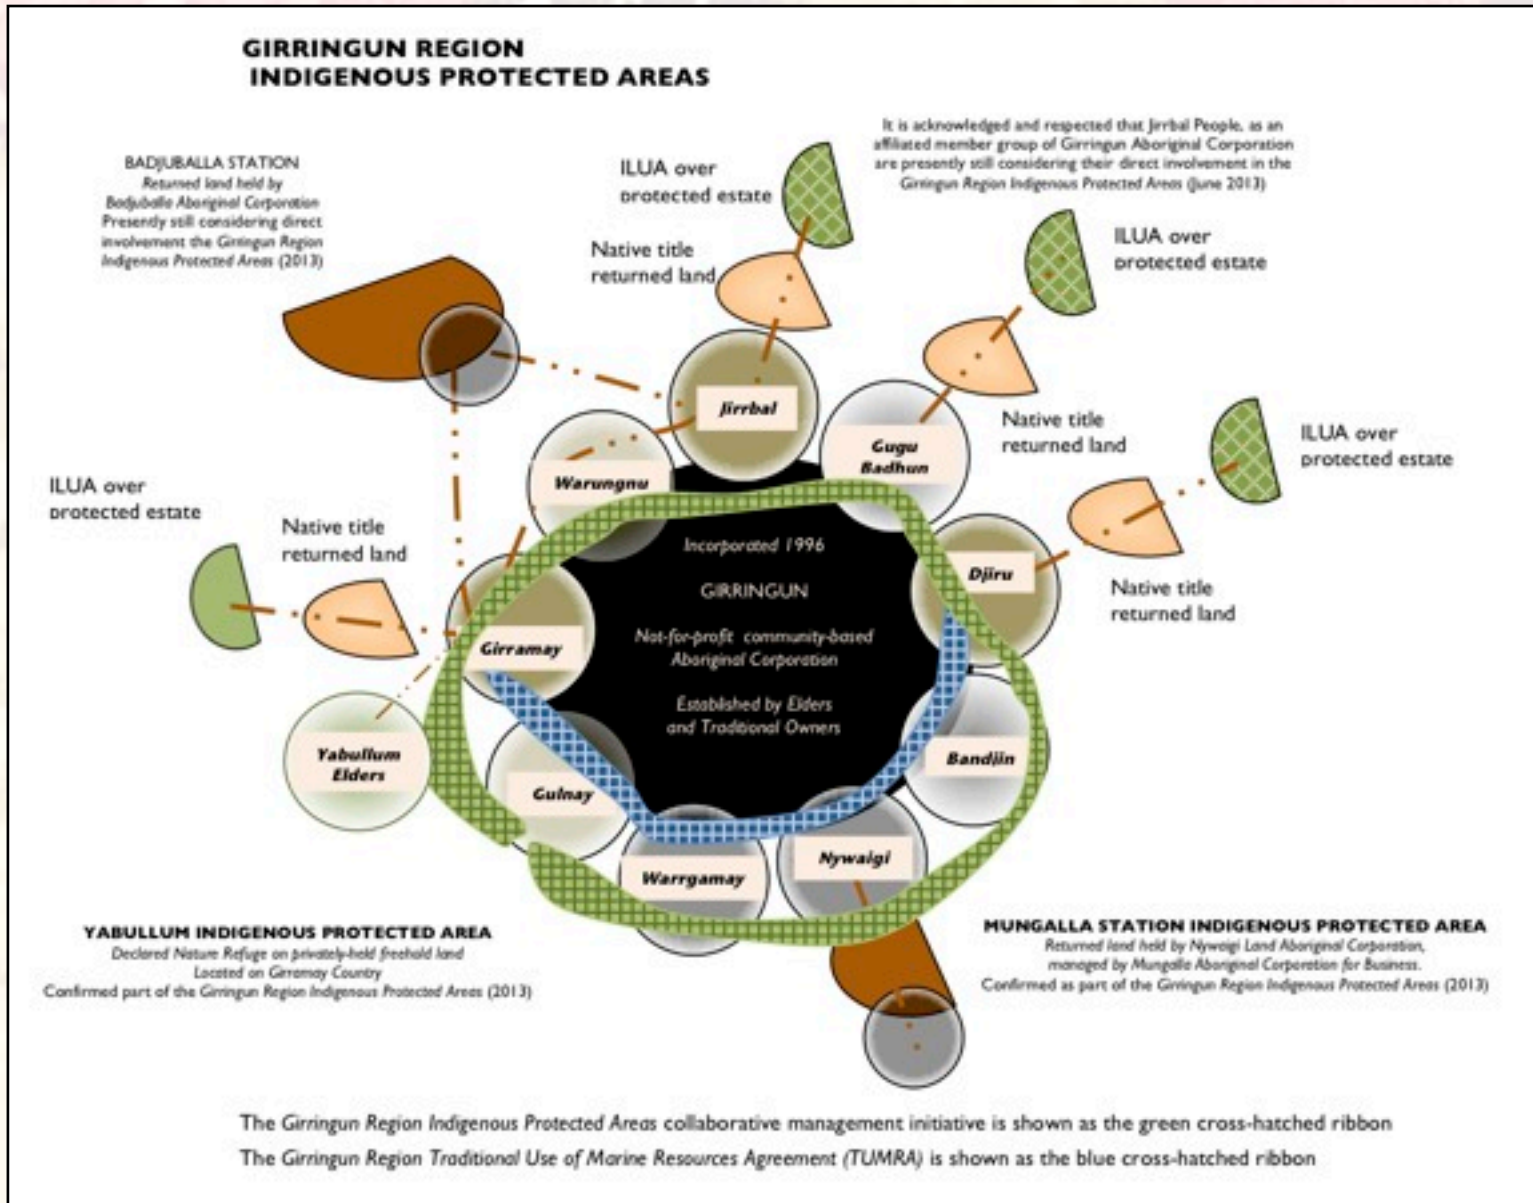 GIRRINGUN REGION
INDIGENOUS PROTECTED AREAS
BADJUBALLA STATION
Returned land held by
Badjuballa Aboriginal Corporation
Presently still considering direct
involvement the Girringun Region
Indigenous Protected Areas (2013)
ILUA over
protected estate
Native title
returned land
It is acknowledged and respected that Jirrbal People, as an
affiliated member group of Girringun Aboriginal Corporation
are presently still considering their direct involvement in the
Girringun Region Indigenous Protected Areas (June 2013)
ILUA over
protected estate
Native title
returned land
ILUA over
protected estate
Native title
returned land
ILUA over
protected estate
Native title
returned land
Jirrbal
Gugu
Badhun
Warungnu
Djiru
Girramay
Yabullum
Elders
Gulnay
Warrgamay
Nywaigi
Bandjin
Incorporated 1996
GIRRINGUN
Not-for-profit community-based
Aboriginal Corporation
Established by Elders
and Traditional Owners
YABULLUM INDIGENOUS PROTECTED AREA
Declared Nature Refuge on privately-held freehold land
Located on Girramay Country
Confirmed part of the Girringun Region Indigenous Protected Areas (2013)
MUNGALLA STATION INDIGENOUS PROTECTED AREA
Returned land held by Nywaigi Land Aboriginal Corporation,
managed by Mungalla Aboriginal Corporation for Business.
Confirmed as part of the Girringun Region Indigenous Protected Areas (2013)
The Girringun Region Indigenous Protected Areas collaborative management initiative is shown as the green cross-hatched ribbon
The Girringun Region Traditional Use of Marine Resources Agreement (TUMRA) is shown as the blue cross-hatched ribbon